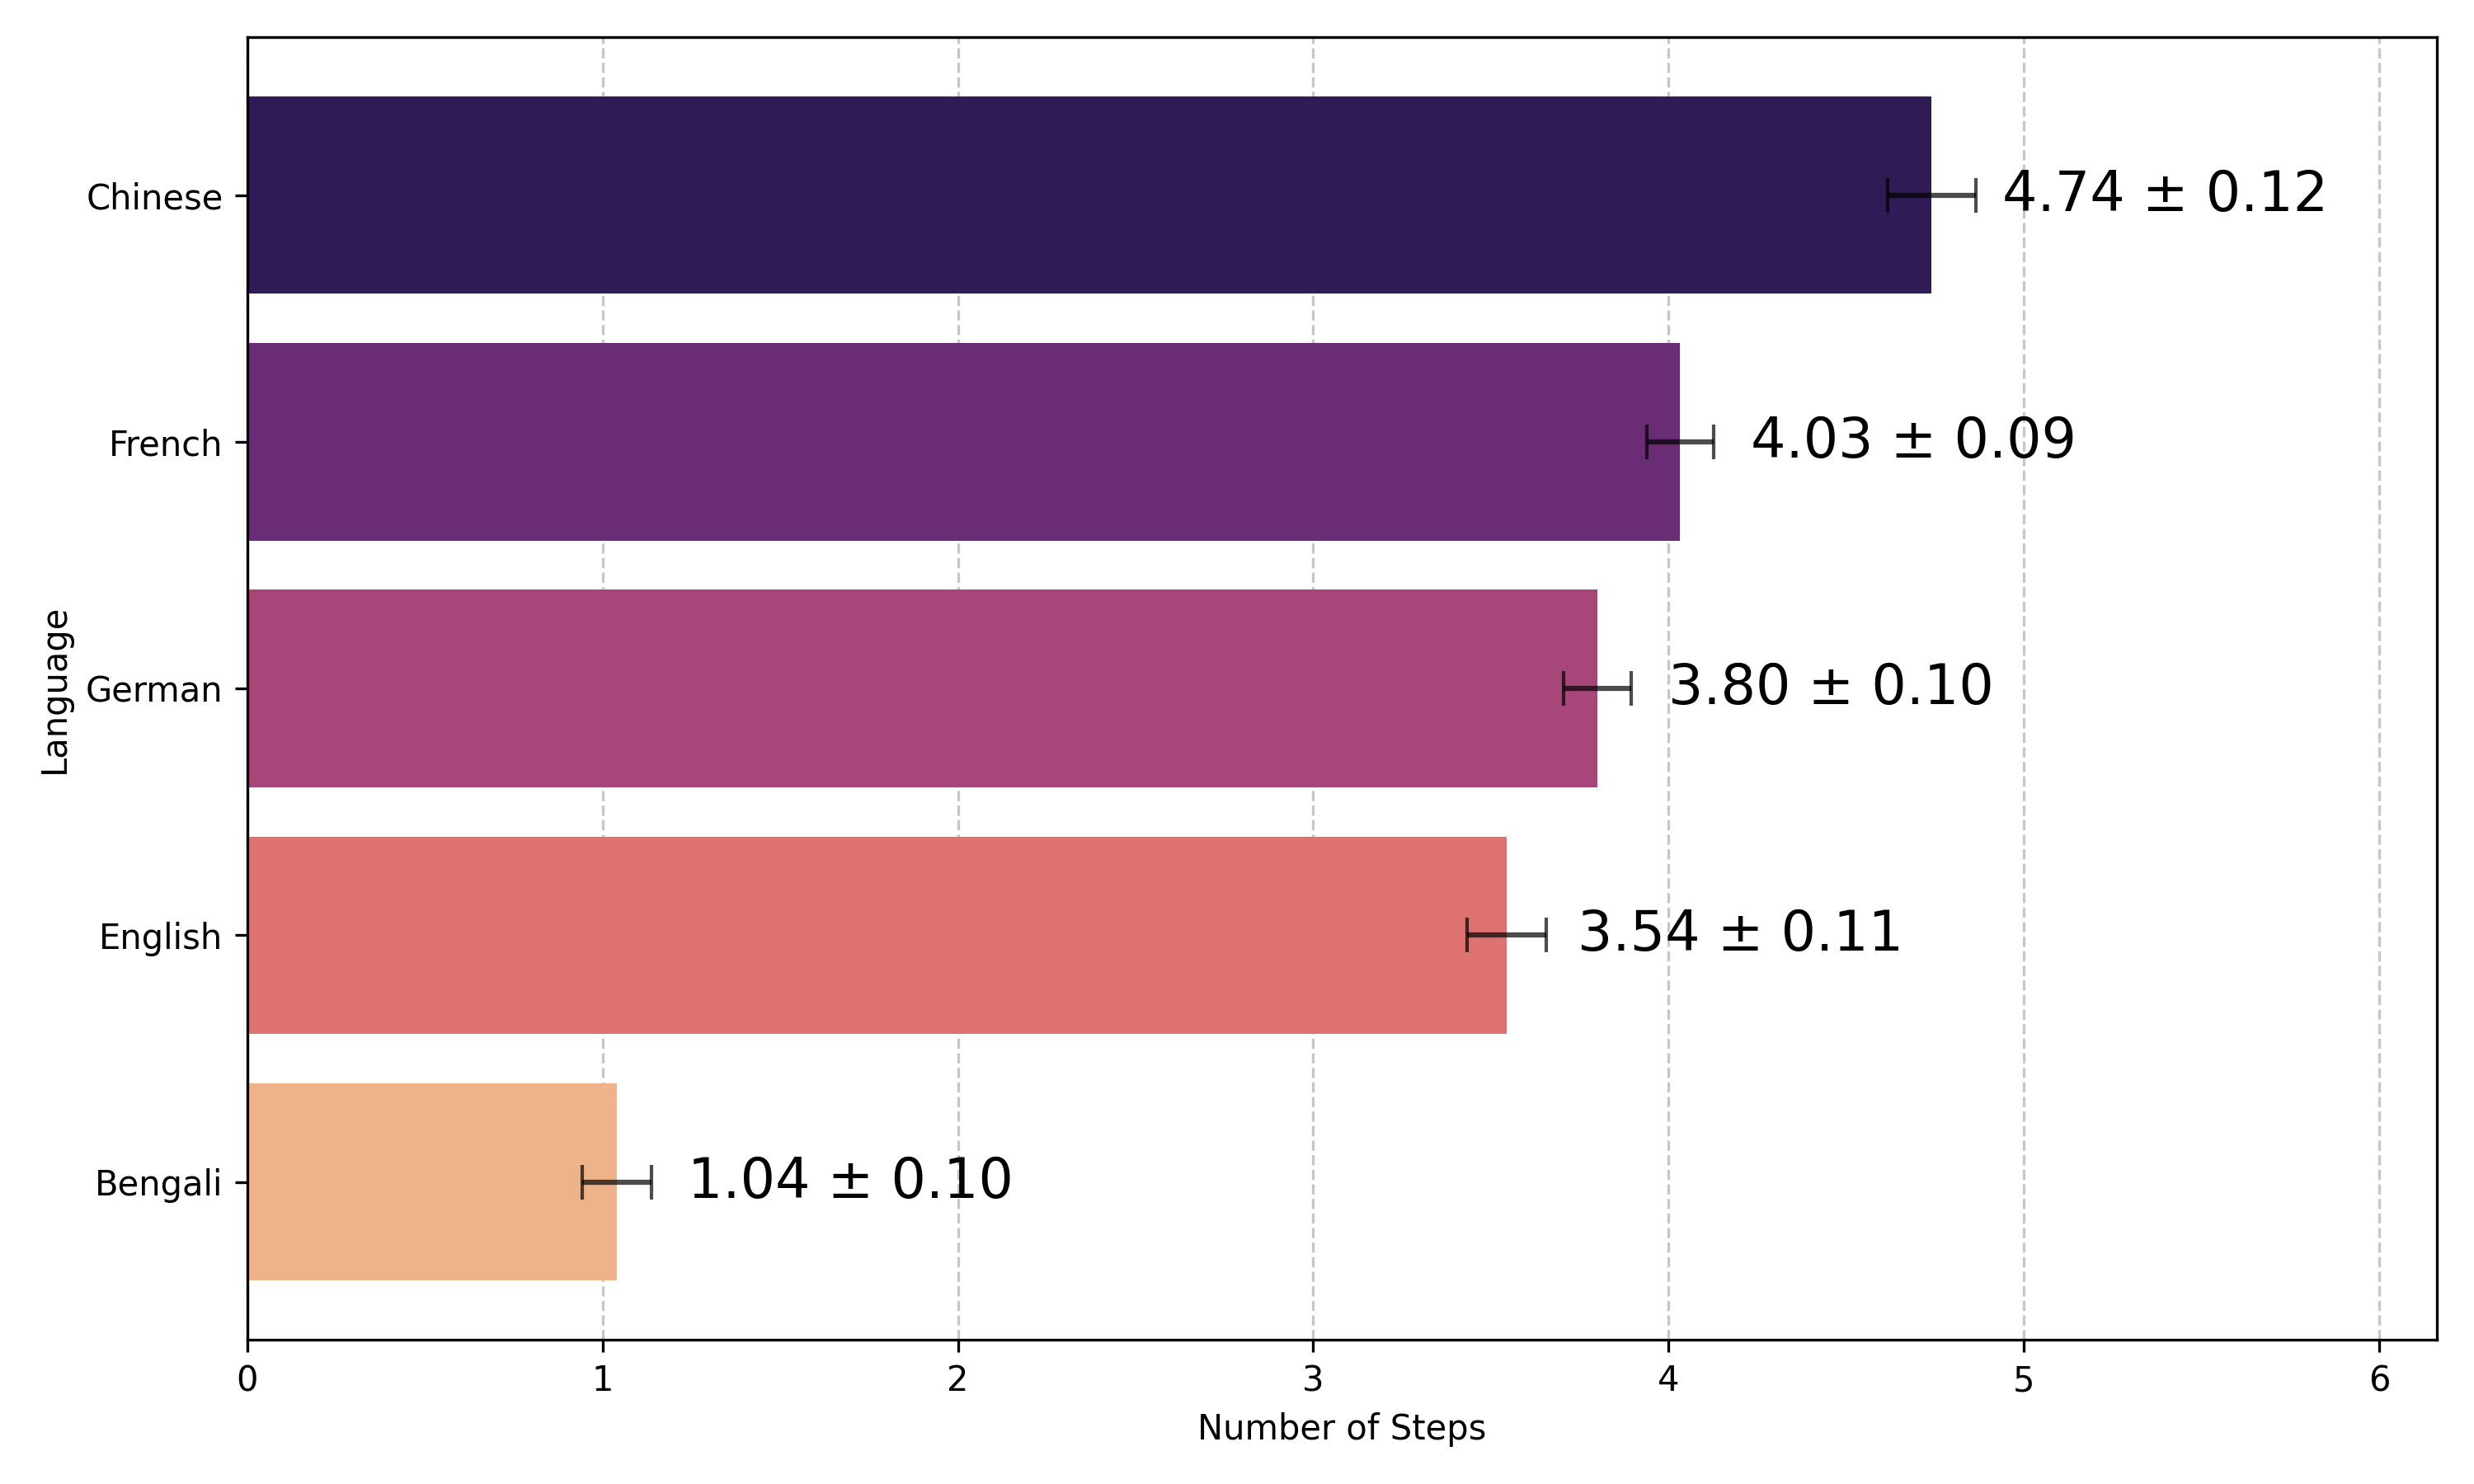 Chinese
4.74 ± 0.12
French
4.03 ± 0.09
German
3.80 ± 0.10
English
3.54 ± 0.11
Bengali
1.04 ± 0.10
Language
0 1 2 3 4 5 6
Number of Steps